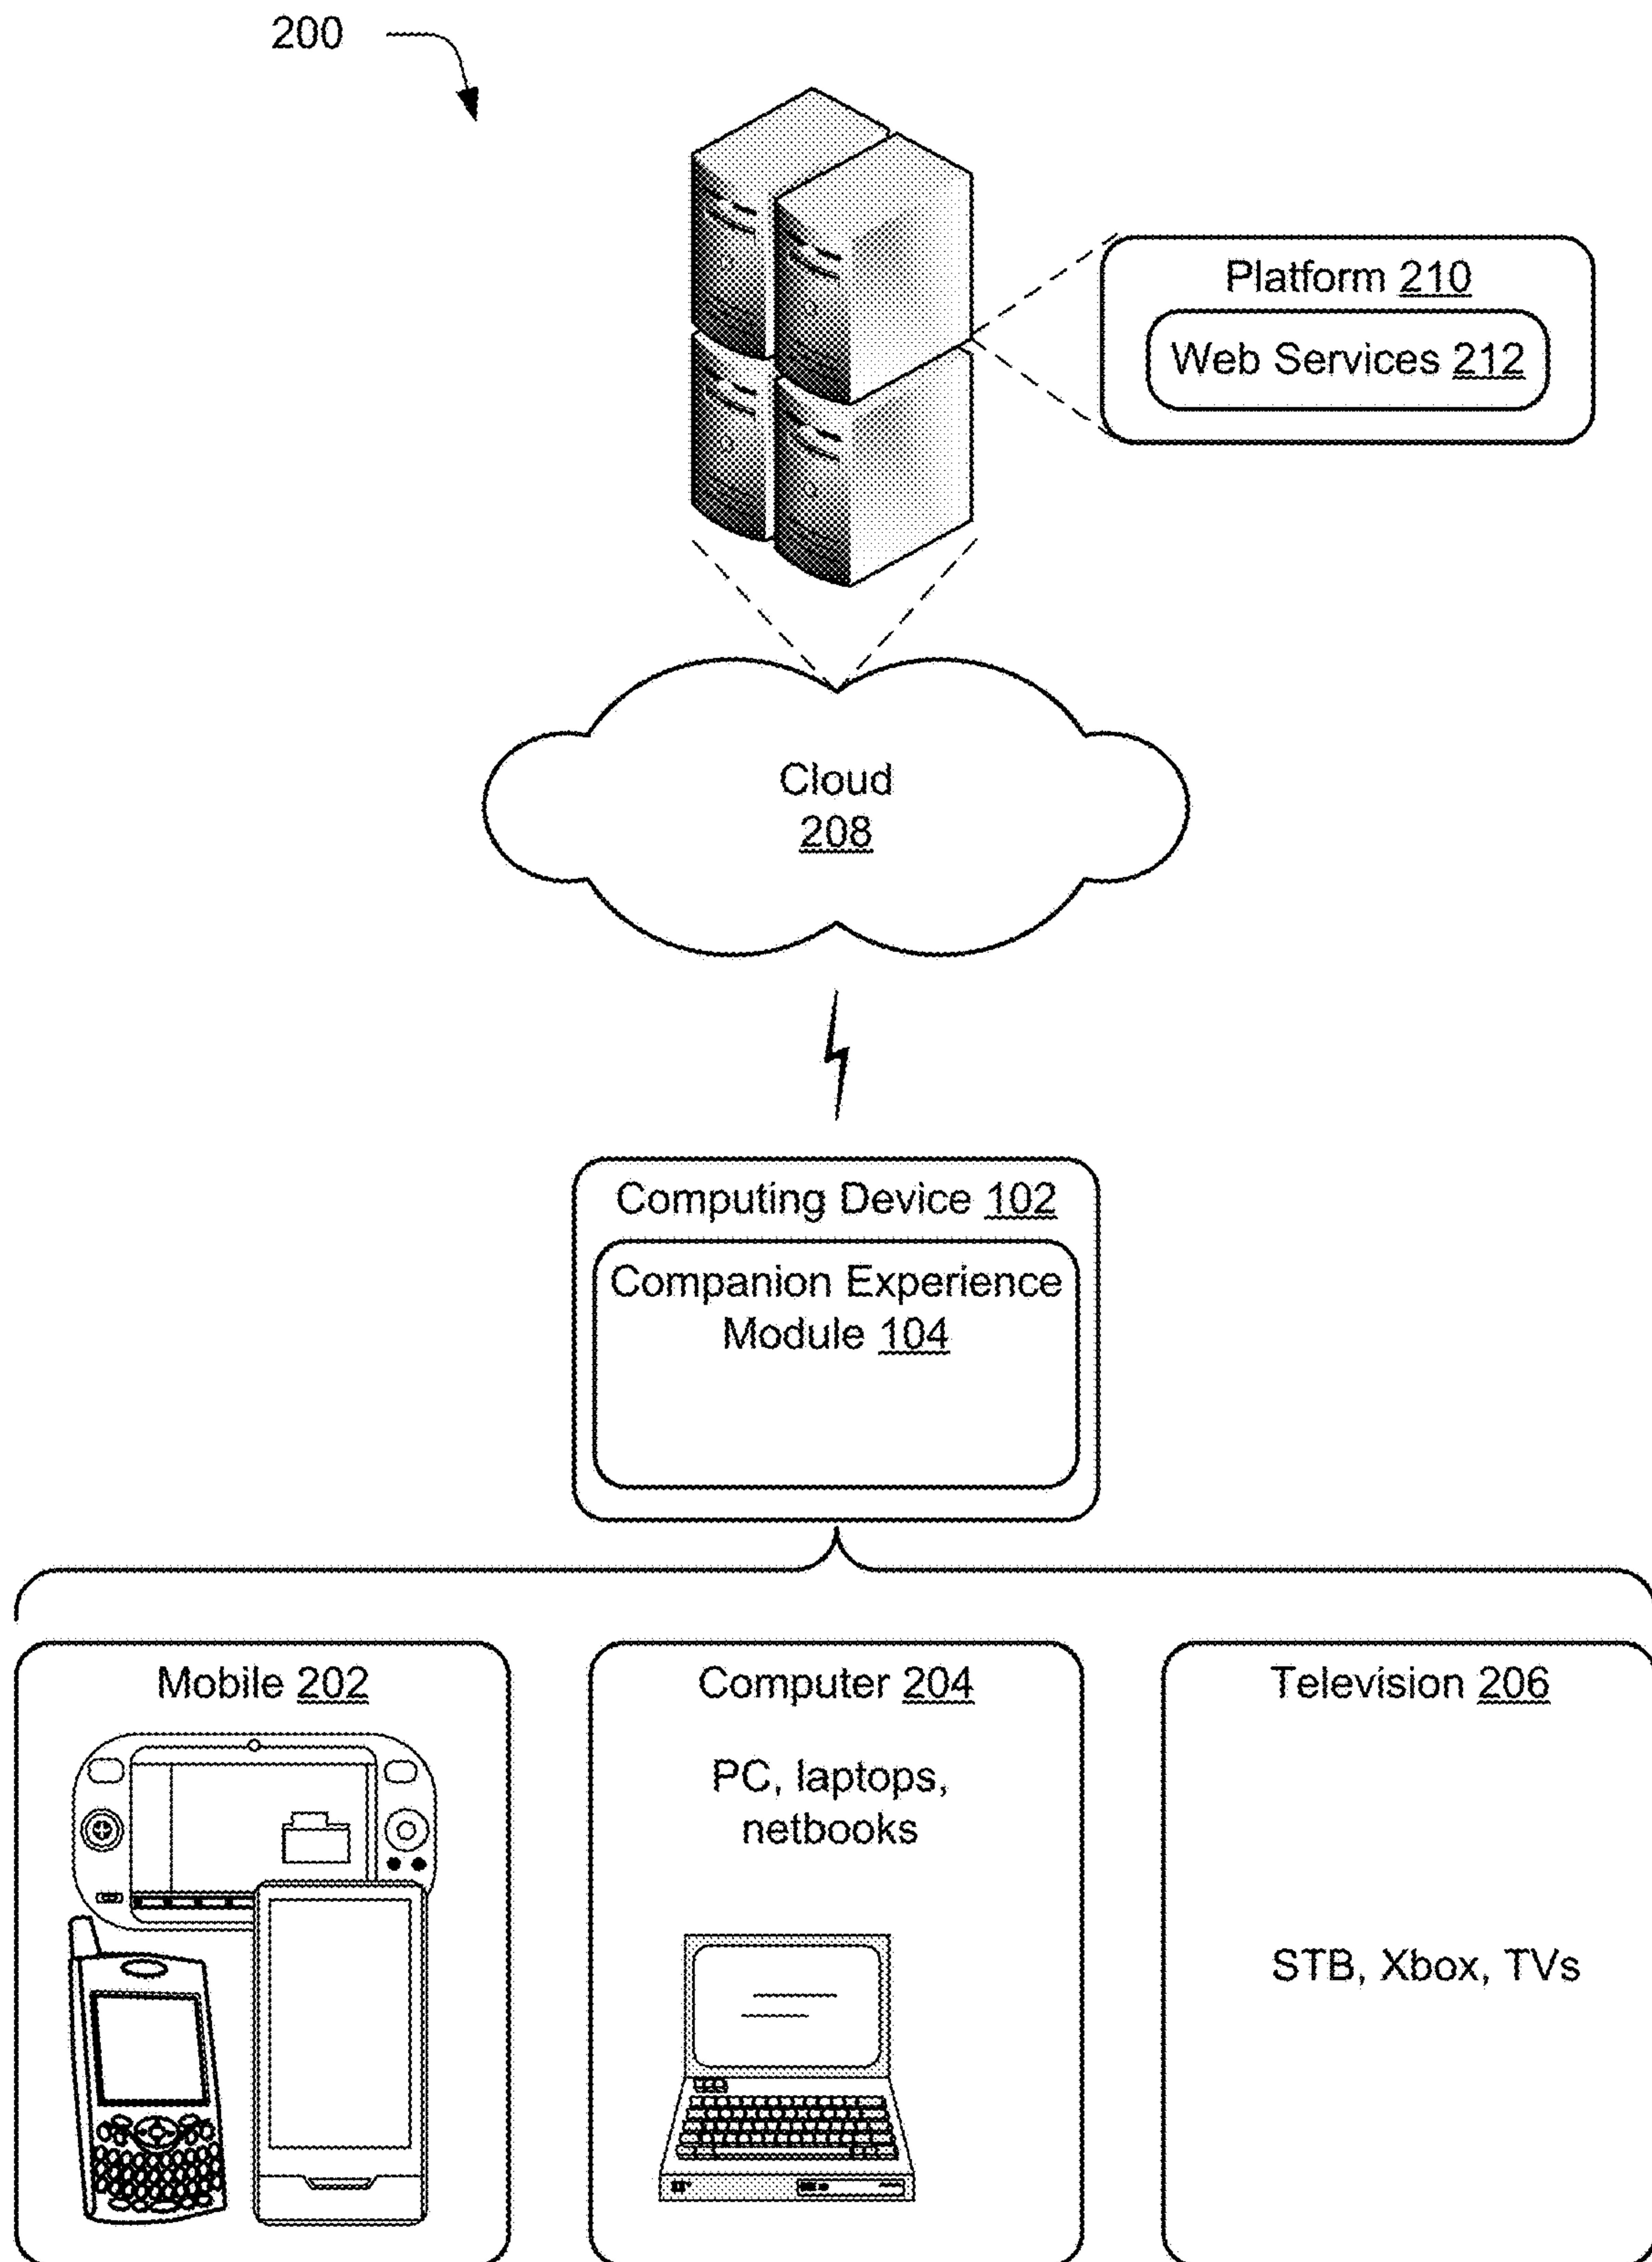 200
Platform 210
Web Services 212
Cloud
208
Computing Device 102
Companion Experience
Module 104
Mobile 202
Computer 204
Television 206
PC, laptops,
netbooks
STB, Xbox, TVs